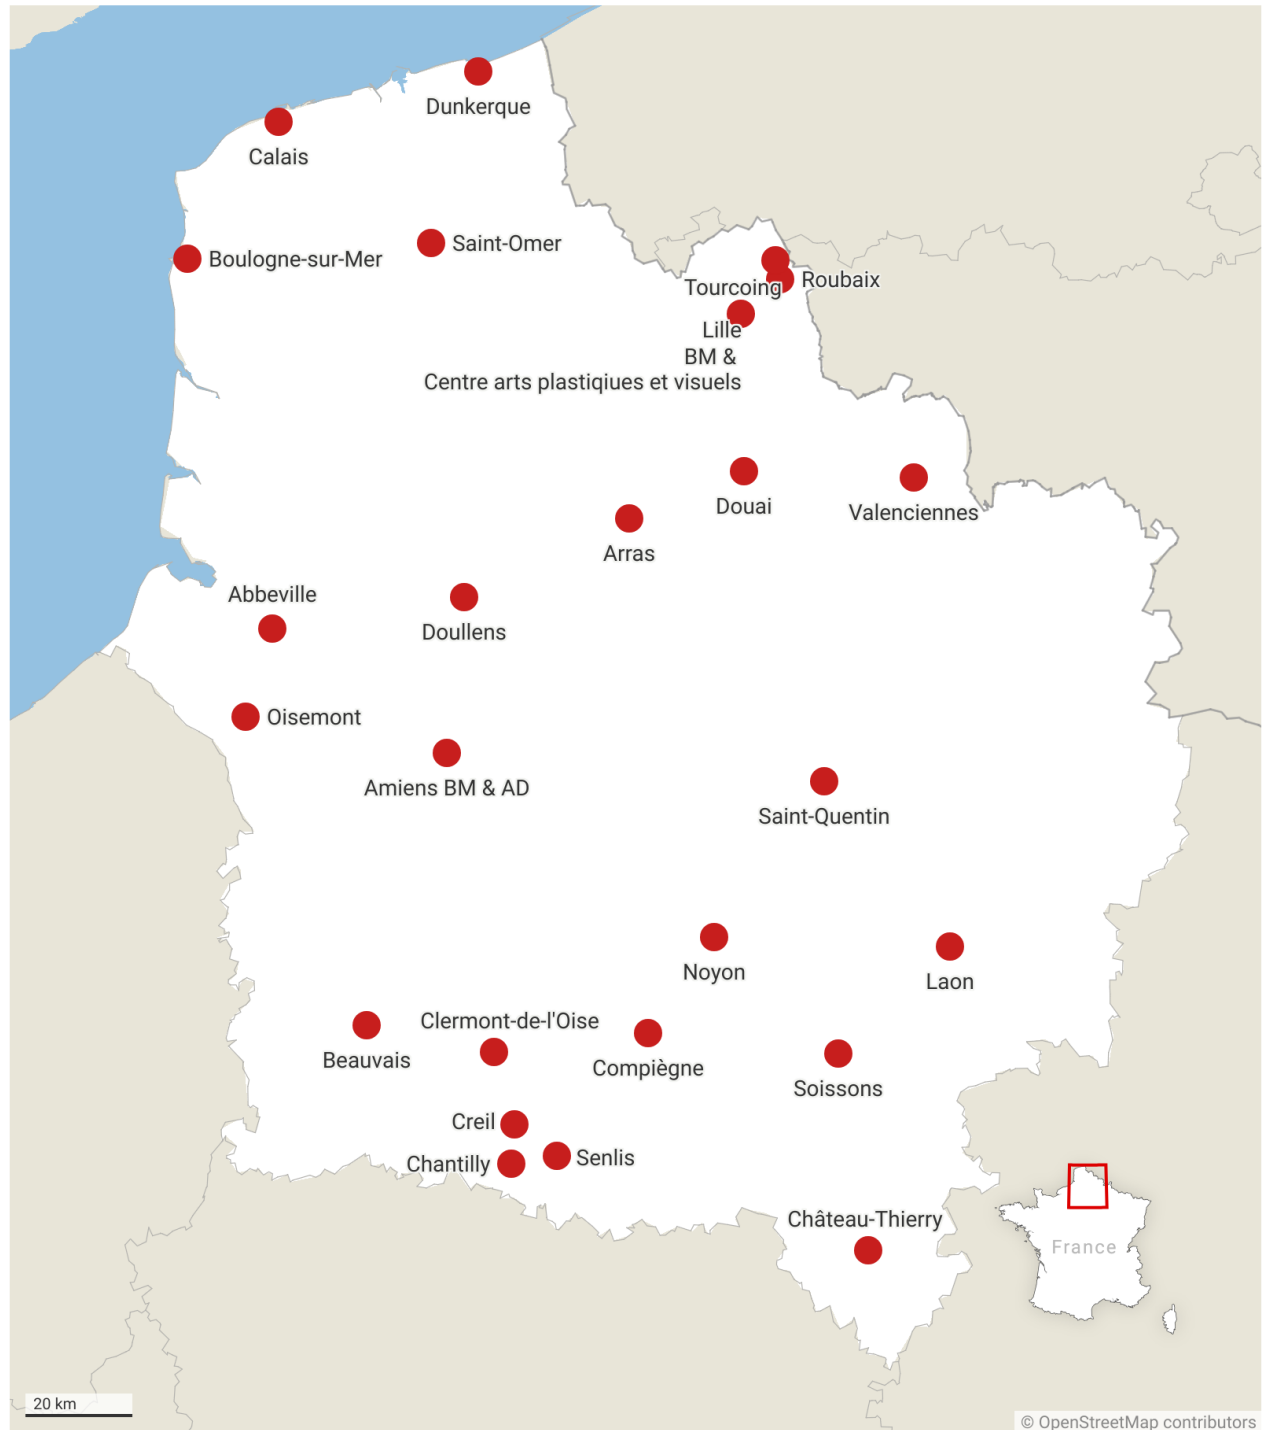 Dunkerque
Calais
Saint-Omer
Boulogne-sur-Mer
Roubaix
Tourcoing
Lille
BM &
Centre arts plastiqiues et visuels
Douai
Valenciennes
Arras
Abbeville
Doullens
Oisemont
Amiens BM & AD
Saint-Quentin
Noyon
Laon
Clermont-de-l'Oise
Beauvais
Compiègne
Soissons
Creil
Senlis
Chantilly
Château-Thierry
France
20 km
© OpenStreetMap contributors